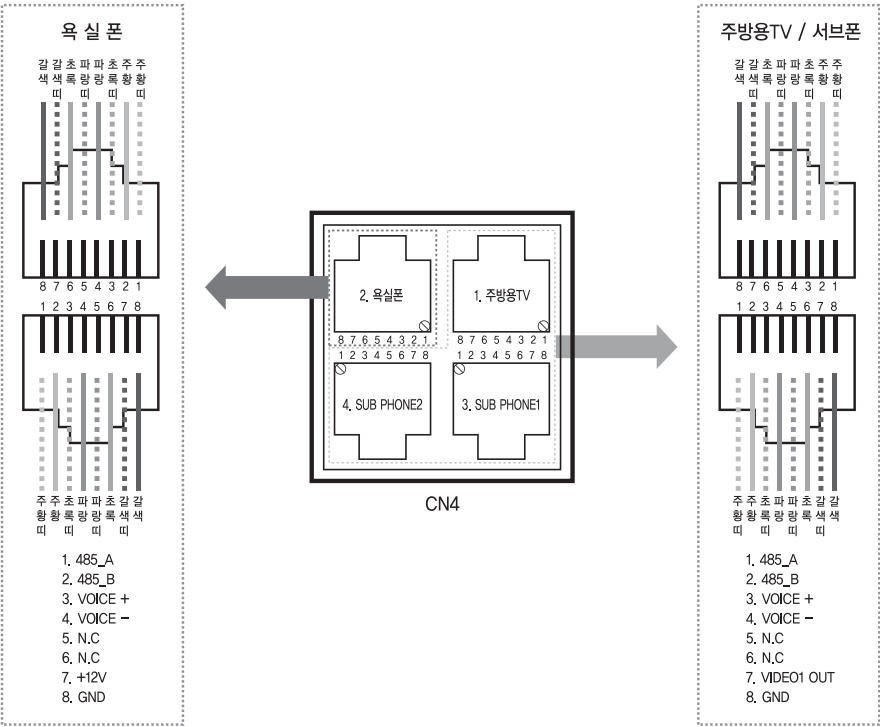 욕 실 폰
갈색 갈색띠 초록 파랑띠 파랑 초록띠 주황 주황띠
8 7 6 5 4 3 2 1
1 2 3 4 5 6 7 8
주황띠 주황 초록띠 파랑 파랑띠 초록 갈색띠 갈색
1. 485_A
2. 485_B
3. VOICE +
4. VOICE -
5. N.C
6. N.C
7. +12V
8. GND
2. 욕실폰
1. 주방용TV
8 7 6 5 4 3 2 1
8 7 6 5 4 3 2 1
1 2 3 4 5 6 7 8
1 2 3 4 5 6 7 8
4. SUB PHONE2
3. SUB PHONE1
CN4
주방용TV / 서브폰
갈색 갈색띠 초록 파랑띠 파랑 초록띠 주황 주황띠
8 7 6 5 4 3 2 1
1 2 3 4 5 6 7 8
주황띠 주황 초록띠 파랑 파랑띠 초록 갈색띠 갈색
1. 485_A
2. 485_B
3. VOICE +
4. VOICE -
5. N.C
6. N.C
7. VIDEO1 OUT
8. GND